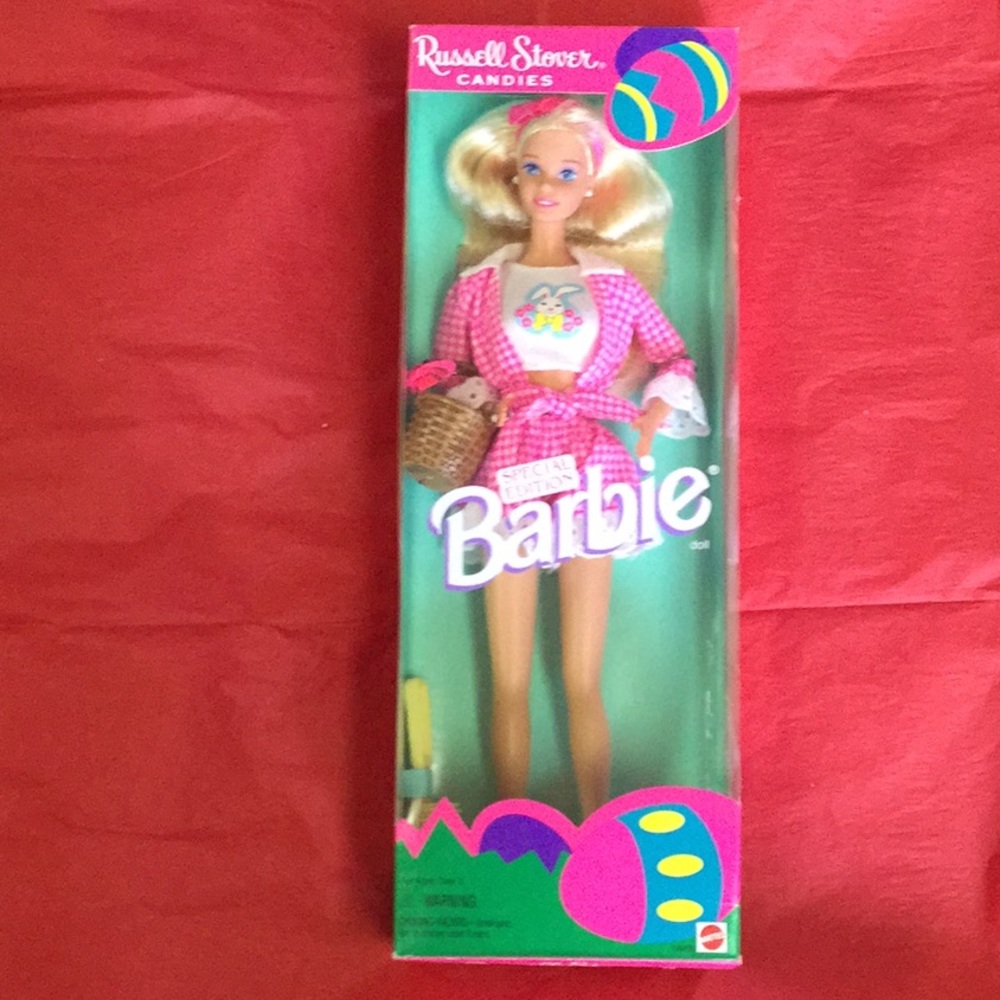 Russell Stover®
CANDIES
SPECIAL
EDITION
Barbie®
doll
WARNING